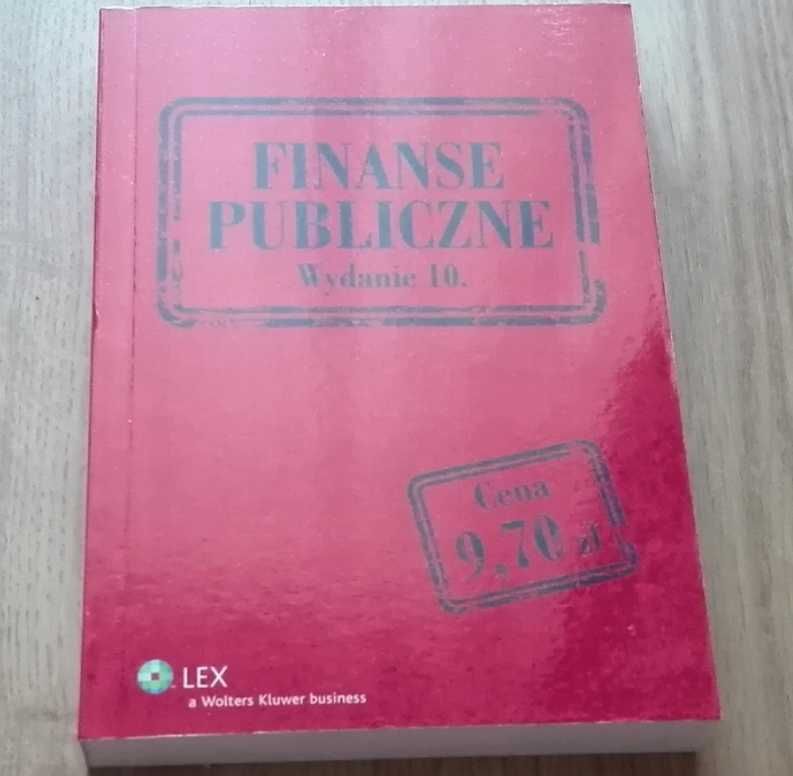 FINANSE
PUBLICZNE
Wydanie 10.
Cena
9,70 zł
LEX
a Wolters Kluwer business